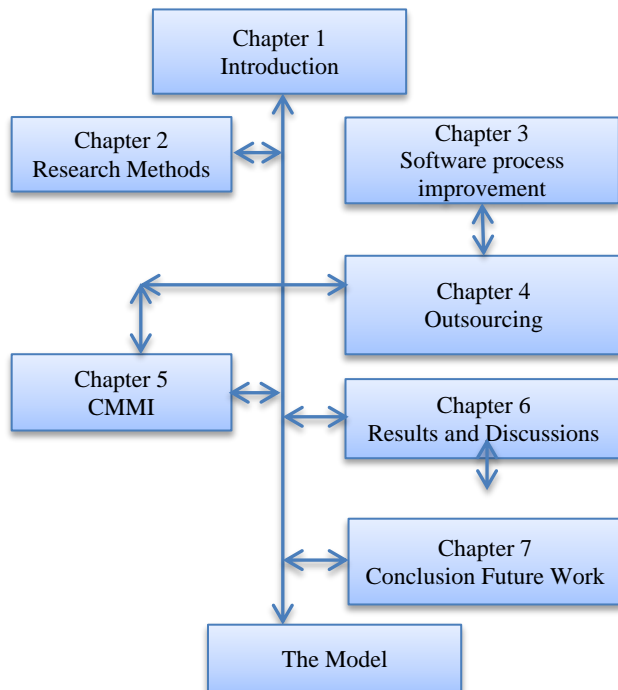 Chapter 1
Introduction
Chapter 2
Research Methods
Chapter 3
Software process
improvement
Chapter 4
Outsourcing
Chapter 5
CMMI
Chapter 6
Results and Discussions
Chapter 7
Conclusion Future Work
The Model